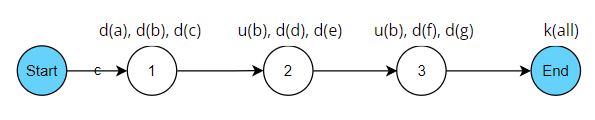 d(a), d(b), d(c) u(b), d(d), d(e) u(b), d(f), d(g) k(all)
Start c 1 2 3 End